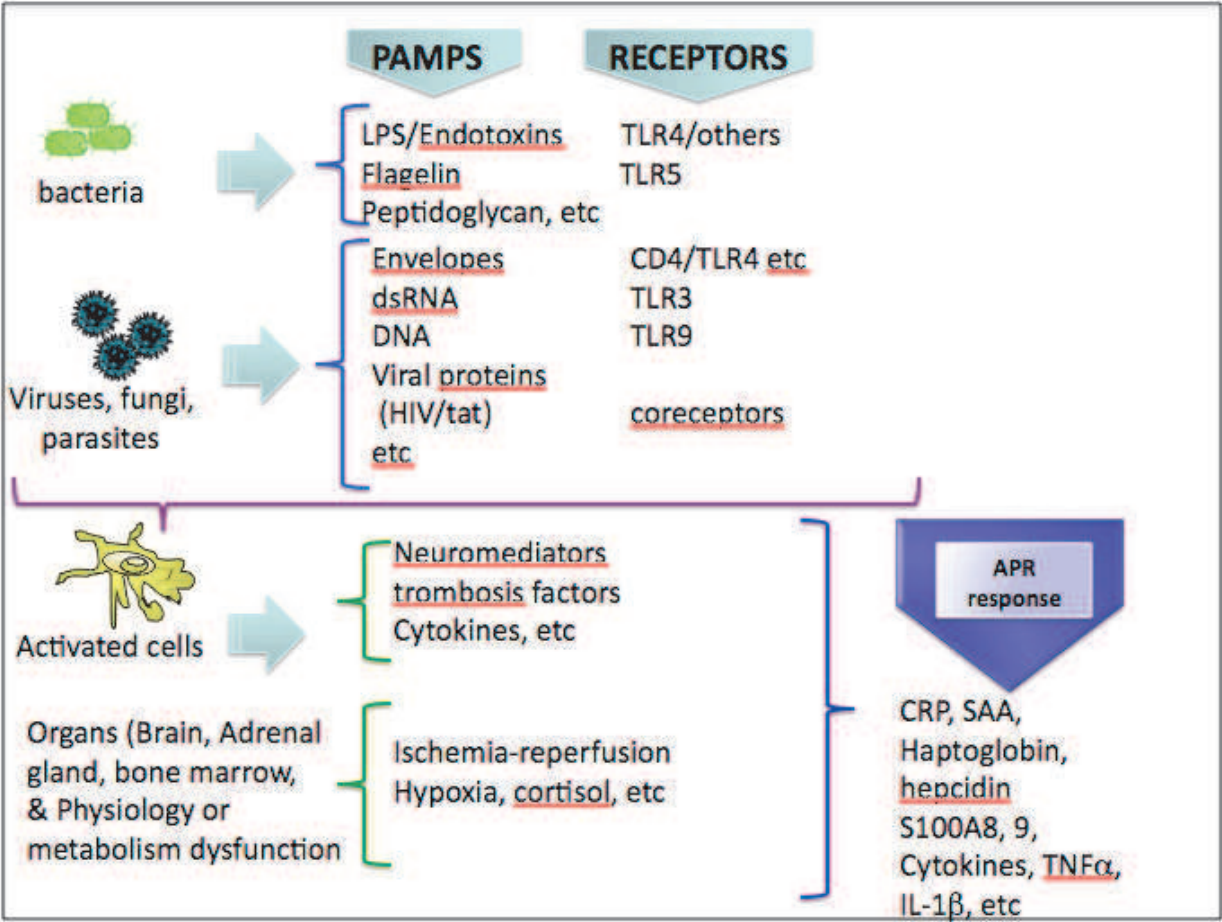 PAMPS RECEPTORS
bacteria
LPS/Endotoxins TLR4/others
Flagelin TLR5
Peptidoglycan, etc
Viruses, fungi,
parasites
Envelopes CD4/TLR4 etc
dsRNA TLR3
DNA TLR9
Viral proteins
(HIV/tat) coreceptors
etc
Activated cells
Neuromediators
trombosis factors
Cytokines, etc
Organs (Brain, Adrenal
gland, bone marrow,
& Physiology or
metabolism dysfunction
Ischemia-reperfusion
Hypoxia, cortisol, etc
APR
response
CRP, SAA,
Haptoglobin,
hepcidin
S100A8, 9,
Cytokines, TNFα,
IL-1β, etc